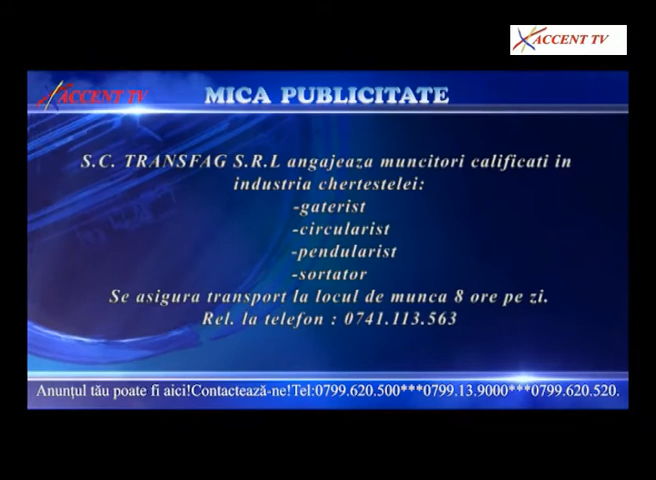 ACCENT TV
ACCENT TV
MICA PUBLICITATE
S.C. TRANSFAG S.R.L angajeaza muncitori calificati in
industria chertestelei:
-gaterist
-circularist
-pendularist
-sortator
Se asigura transport la locul de munca 8 ore pe zi.
Rel. la telefon : 0741.113.563
Anunțul tău poate fi aici!Contactează-ne!Tel:0799.620.500***0799.13.9000***0799.620.520.